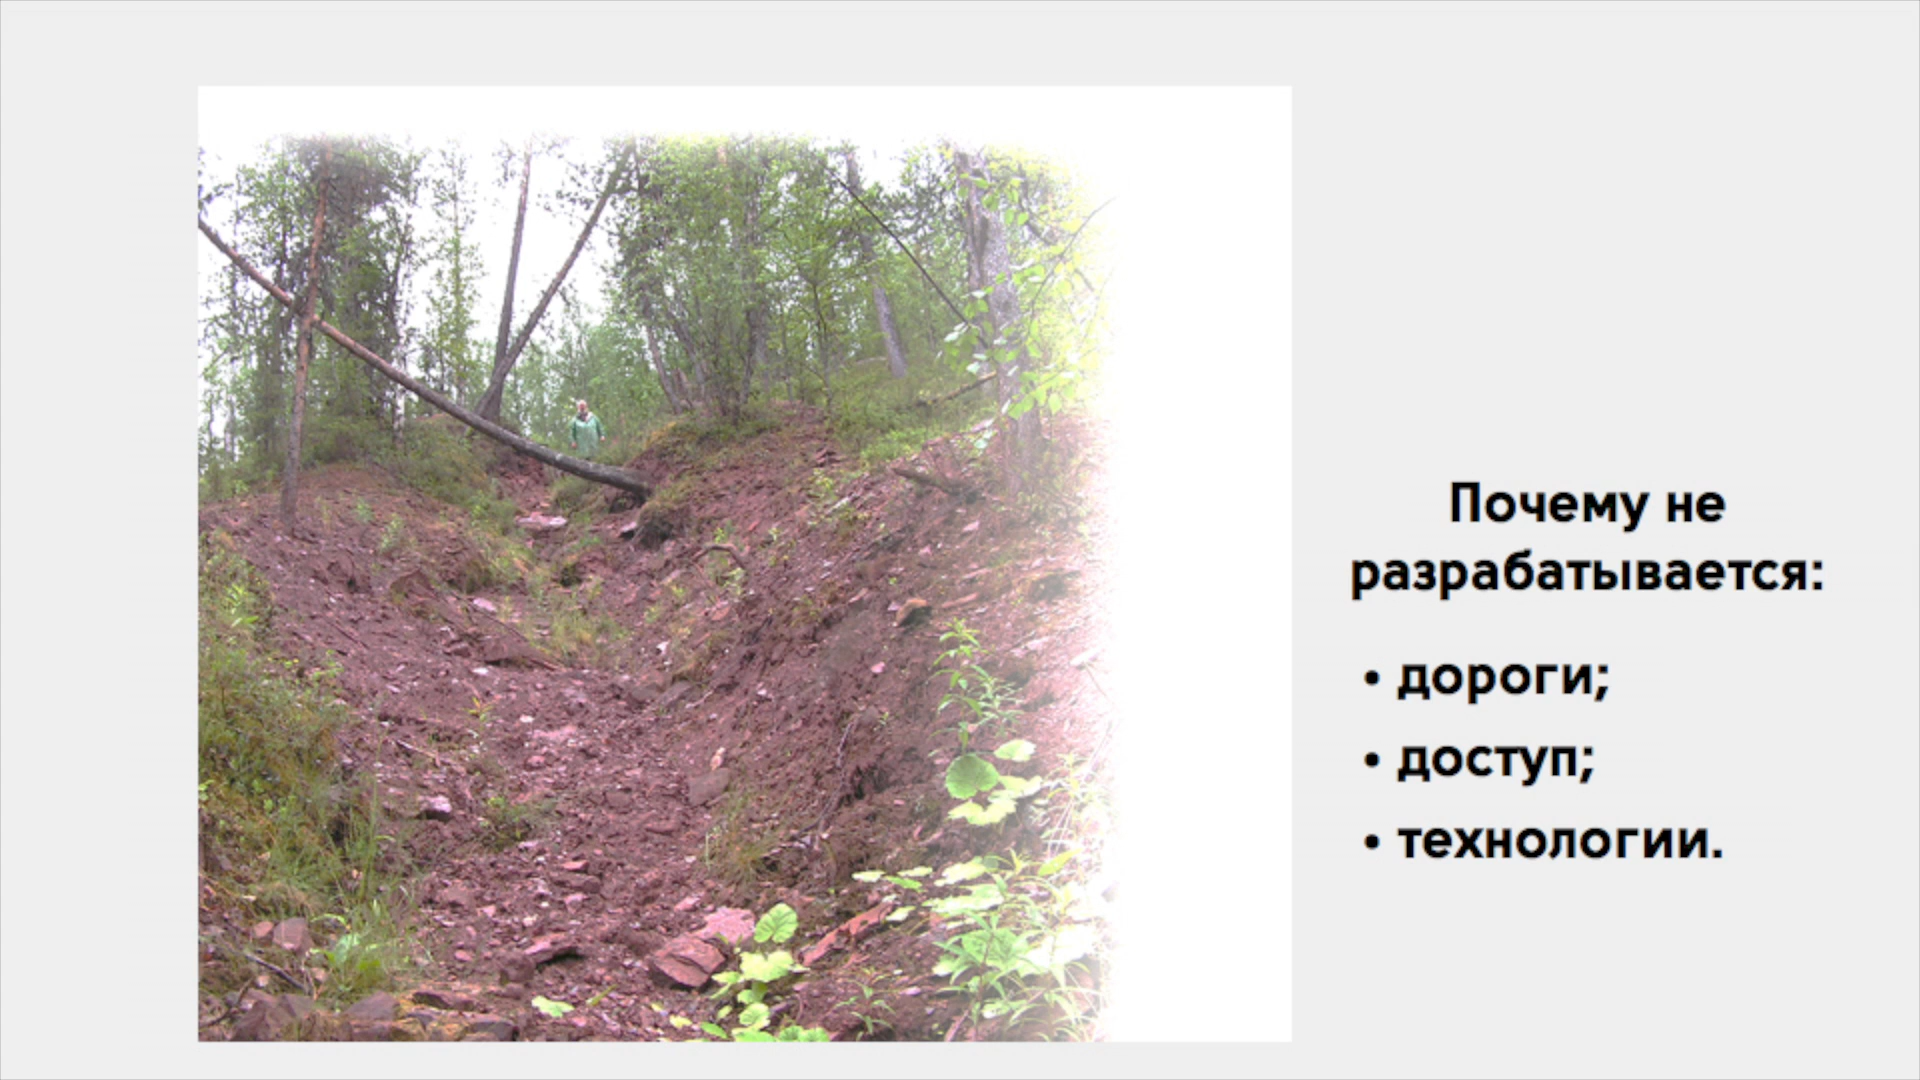 Почему не
разрабатывается:
• дороги;
• доступ;
• технологии.